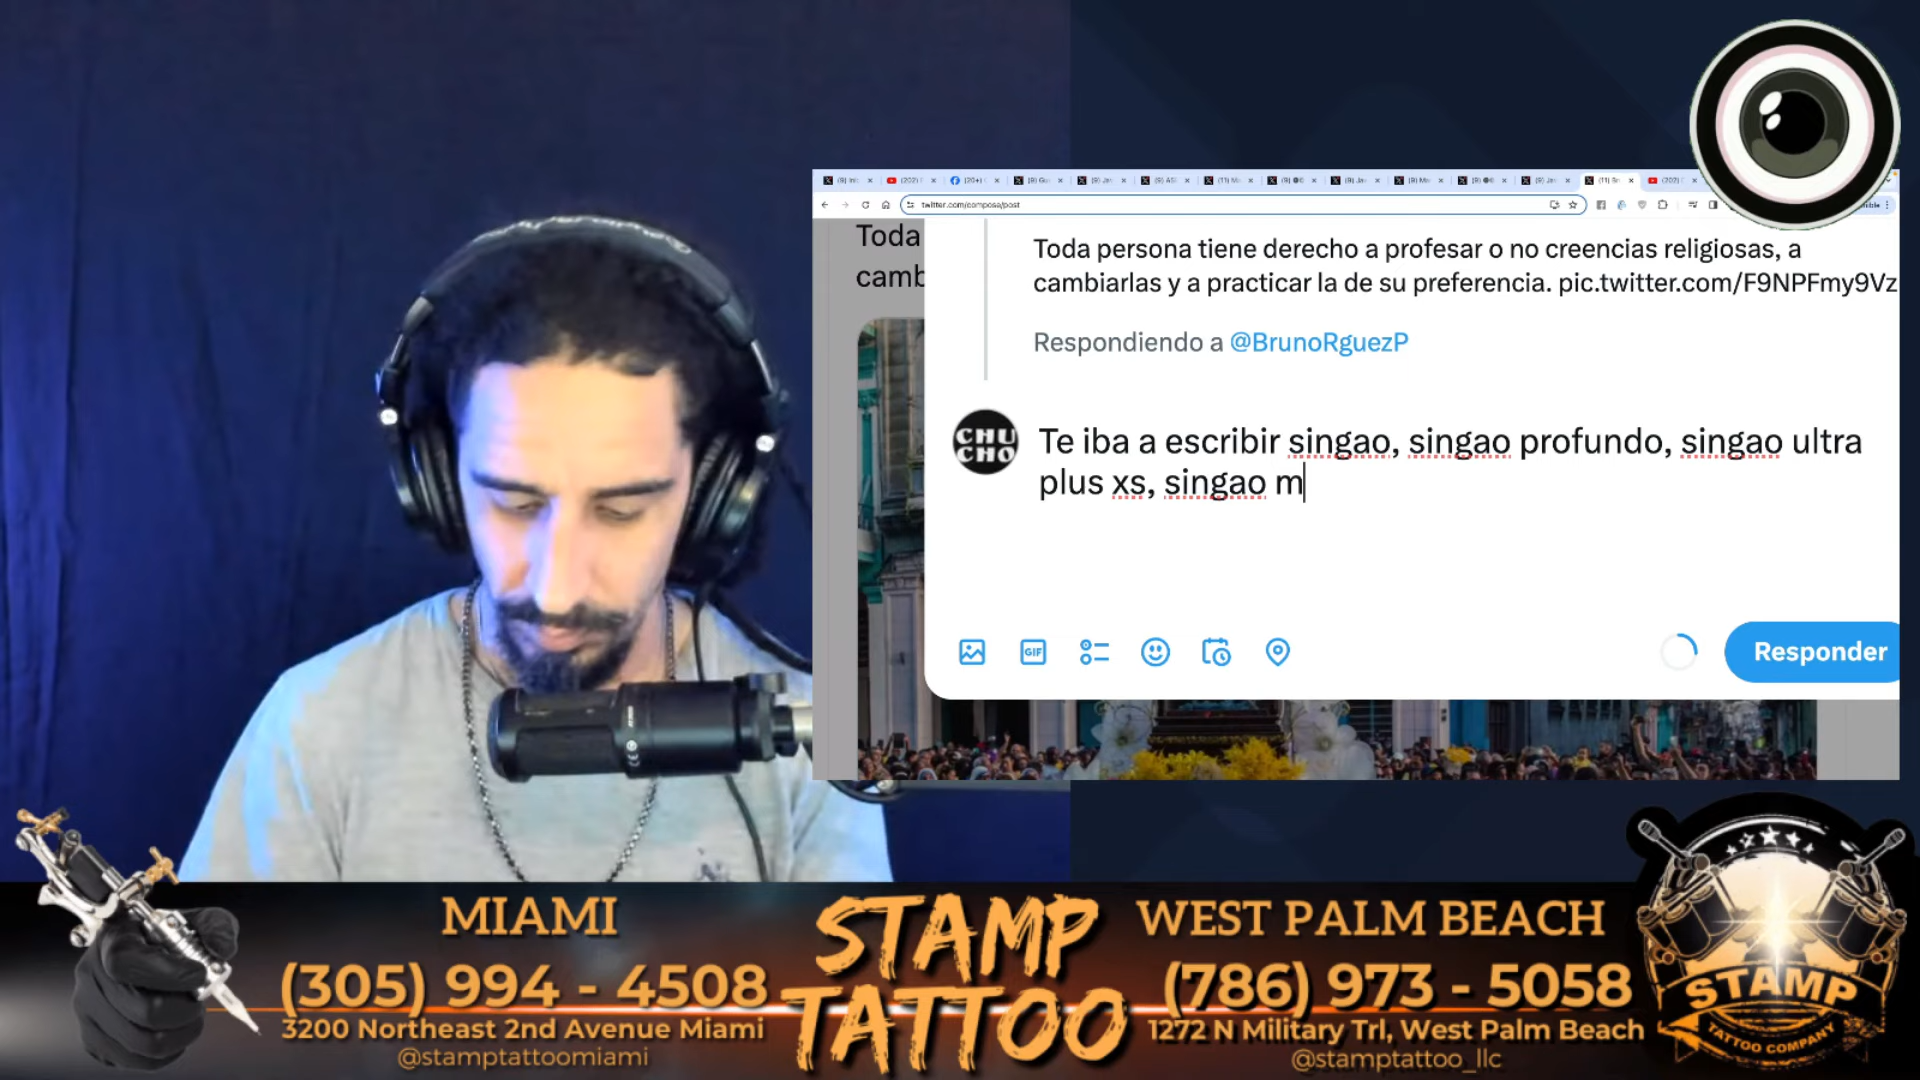 twitter.com/compose/post
Toda
camb
Toda persona tiene derecho a profesar o no creencias religiosas, a
cambiarlas y a practicar la de su preferencia. pic.twitter.com/F9NPFmy9Vz
Respondiendo a @BrunoRguezP
CHU
CHO
Te iba a escribir singao, singao profundo, singao ultra
plus xs, singao m
GIF
Responder
MIAMI
(305) 994 - 4508
3200 Northeast 2nd Avenue Miami
@stamptattoomiami
STAMP
TATTOO
WEST PALM BEACH
(786) 973 - 5058
1272 N Military Trl, West Palm Beach
@stamptattoo_llc
STAMP
TATTOO COMPANY